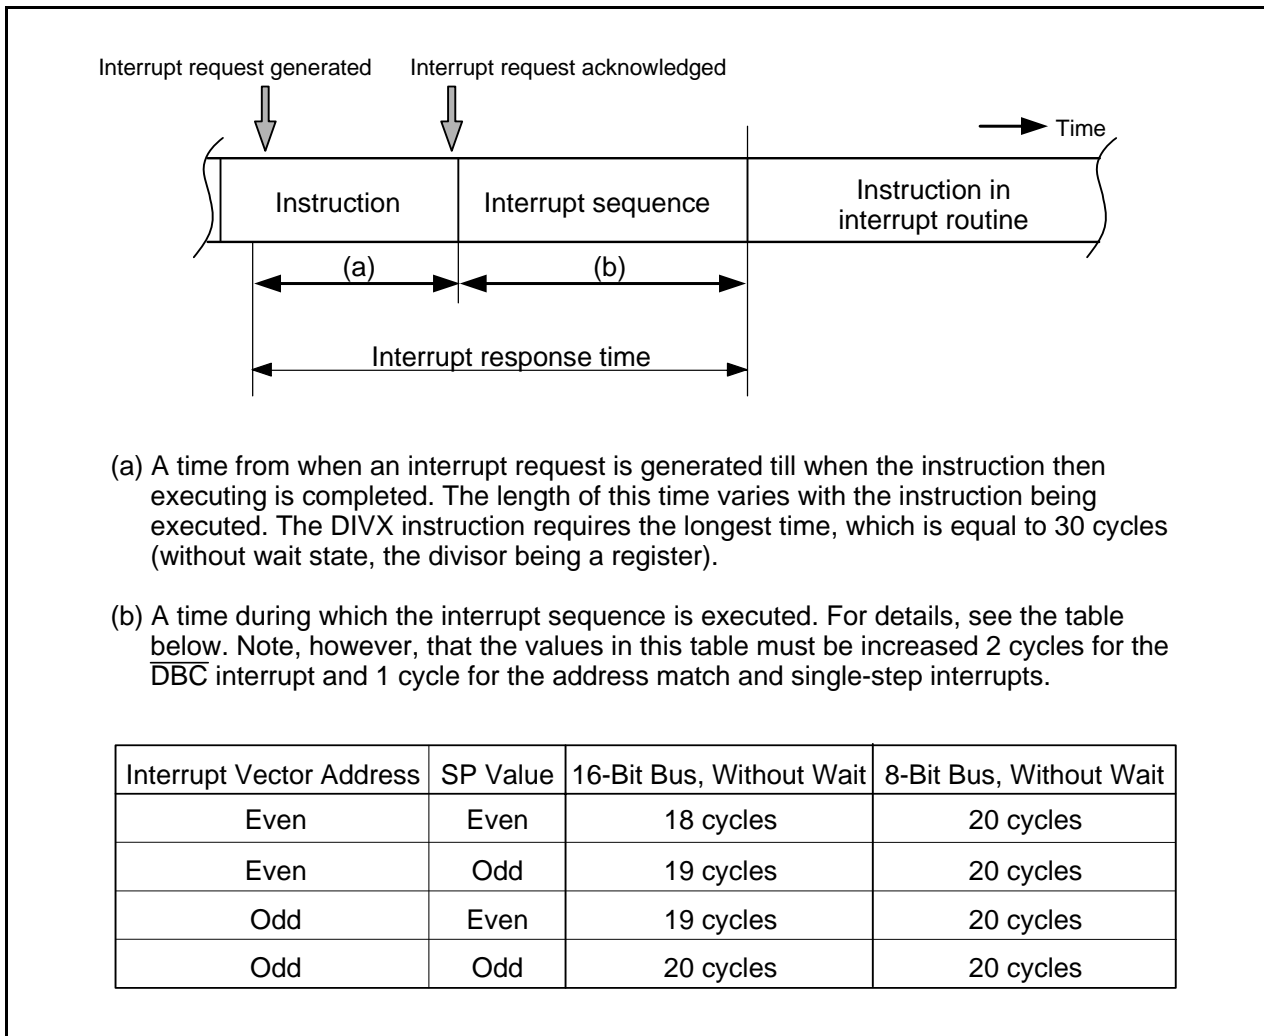 Interrupt request generated
Interrupt request acknowledged
Time
Instruction
Interrupt sequence
Instruction in
interrupt routine
(a)
(b)
Interrupt response time
(a) A time from when an interrupt request is generated till when the instruction then
executing is completed. The length of this time varies with the instruction being
executed. The DIVX instruction requires the longest time, which is equal to 30 cycles
(without wait state, the divisor being a register).
(b) A time during which the interrupt sequence is executed. For details, see the table
below. Note, however, that the values in this table must be increased 2 cycles for the
D̅B̅C̅ interrupt and 1 cycle for the address match and single-step interrupts.
Interrupt Vector Address SP Value 16-Bit Bus, Without Wait 8-Bit Bus, Without Wait
Even Even 18 cycles 20 cycles
Even Odd 19 cycles 20 cycles
Odd Even 19 cycles 20 cycles
Odd Odd 20 cycles 20 cycles